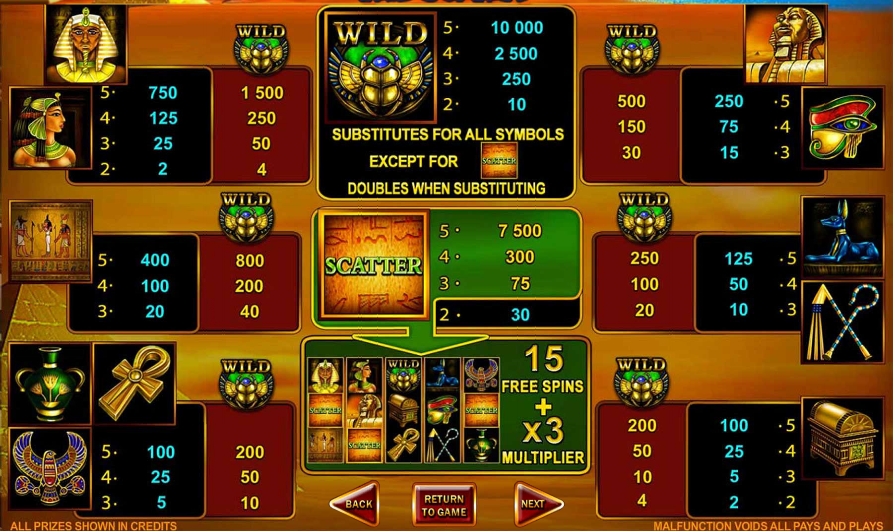 WILD
5· 750
4· 125
3· 25
2· 2
1 500
250
50
4
WILD
5· 10 000
4· 2 500
3· 250
2· 10
SUBSTITUTES FOR ALL SYMBOLS
EXCEPT FOR SCATTER
DOUBLES WHEN SUBSTITUTING
WILD
500
150
30
250 ·5
75 ·4
15 ·3
WILD
5· 400
4· 100
3· 20
800
200
40
SCATTER
5· 7 500
4· 300
3· 75
2· 30
WILD
250
100
20
125 ·5
50 ·4
10 ·3
WILD
5· 100
4· 25
3· 5
200
50
10
WILD
SCATTER
SCATTER
SCATTER
15
FREE SPINS
+
x3
MULTIPLIER
WILD
200
50
10
4
100 ·5
25 ·4
5 ·3
2 ·2
BACK
RETURN
TO GAME
NEXT
ALL PRIZES SHOWN IN CREDITS
MALFUNCTION VOIDS ALL PAYS AND PLAYS